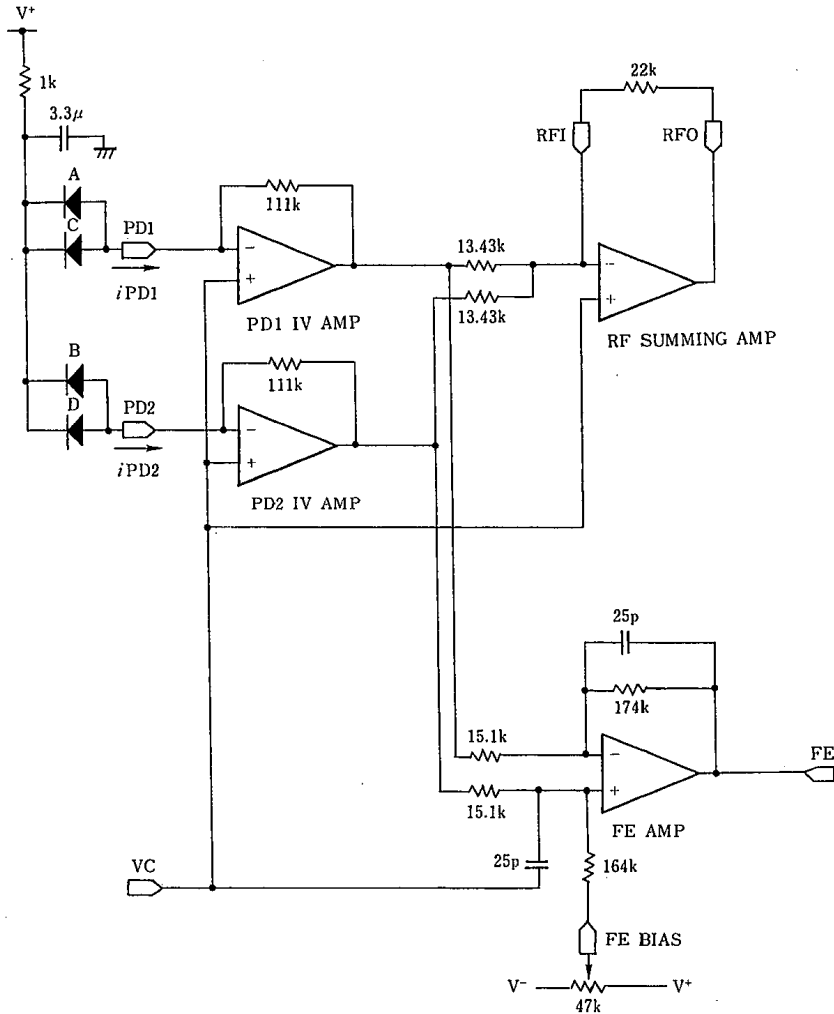 V⁺
1k
3.3μ
A
C
PD1
iPD1
111k
−
+
PD1 IV AMP
B
D
PD2
iPD2
111k
−
+
PD2 IV AMP
13.43k
13.43k
22k
RFI
RFO
−
+
RF SUMMING AMP
25p
174k
15.1k
15.1k
−
+
FE AMP
FE
25p
164k
VC
FE BIAS
V⁻
V⁺
47k